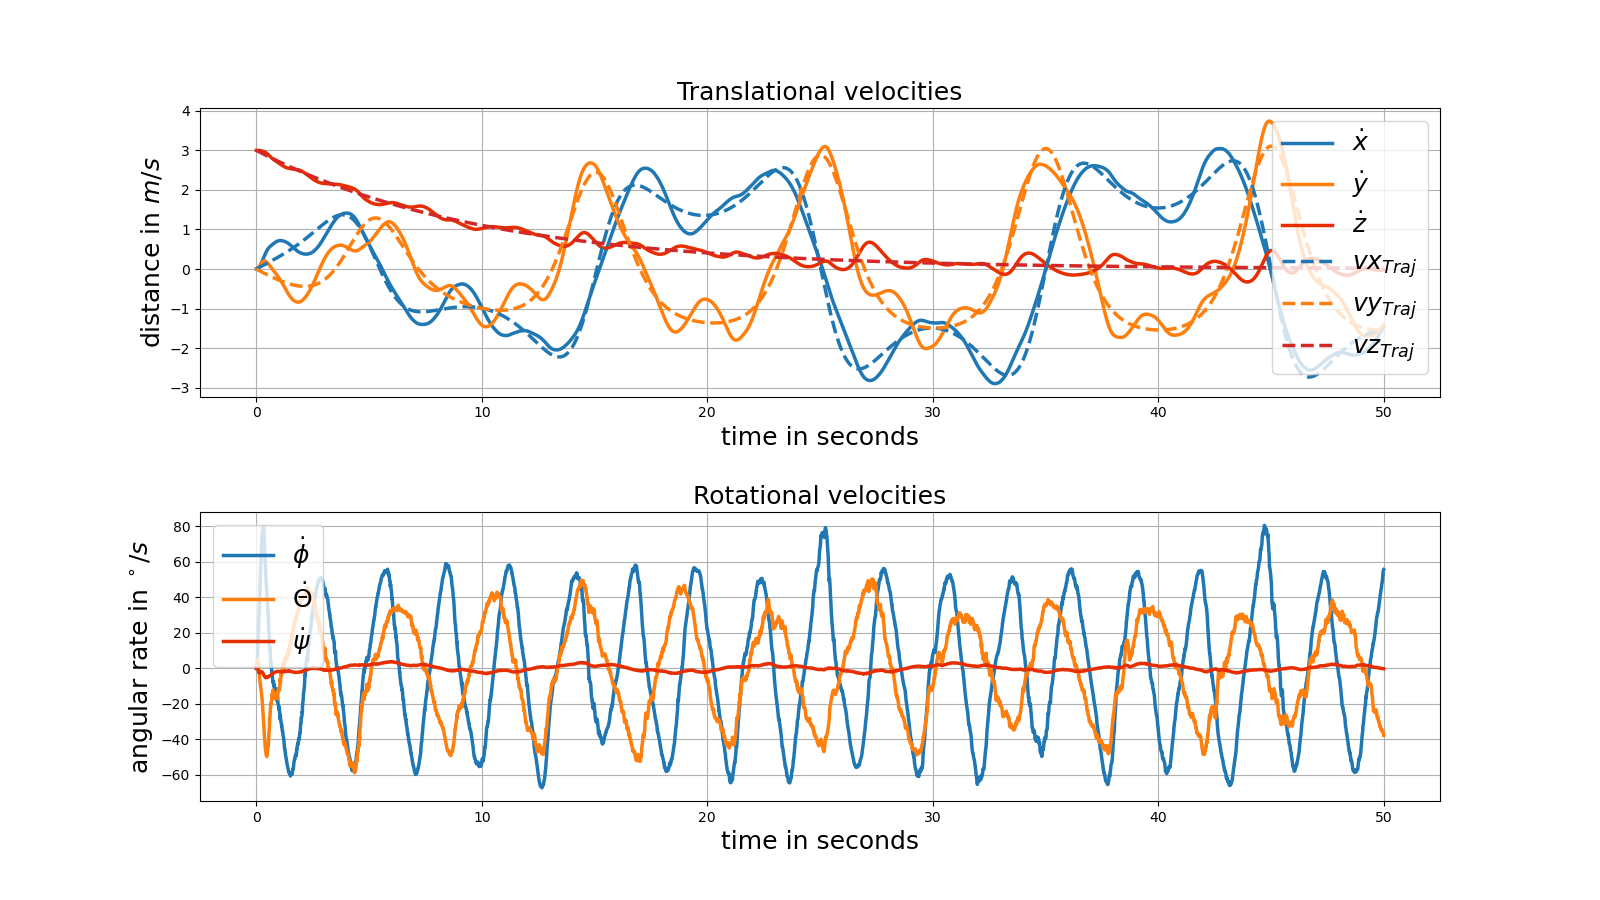 Translational velocities
distance in m/s
4
3
2
1
0
−1
−2
−3
0 10 20 30 40 50
time in seconds
ẋ
ẏ
ż
vx_Traj
vy_Traj
vz_Traj
Rotational velocities
angular rate in °/s
80
60
40
20
0
−20
−40
−60
0 10 20 30 40 50
time in seconds
ϕ̇
Θ̇
ψ̇